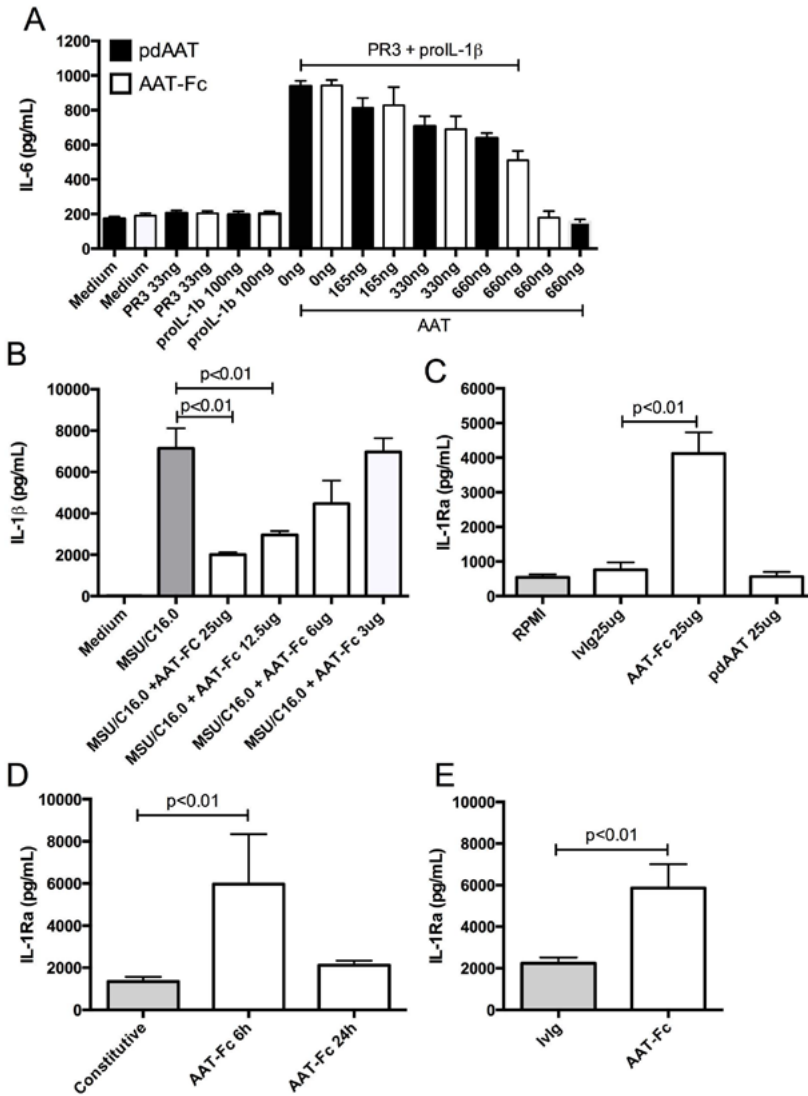 A
pdAAT
AAT-Fc
PR3 + proIL-1β
IL-6 (pg/mL)
1200
1000
800
600
400
200
0
Medium
Medium
PR3 33ng
PR3 33ng
proIL-1b 100ng
proIL-1b 100ng
0ng
0ng
165ng
165ng
330ng
330ng
660ng
660ng
660ng
660ng
AAT
B
IL-1β (pg/mL)
10000
8000
6000
4000
2000
0
p<0.01
p<0.01
Medium
MSU/C16.0
MSU/C16.0 +AAT-FC 25ug
MSU/C16.0 + AAT-Fc 12.5ug
MSU/C16.0 + AAT-Fc 6ug
MSU/C16.0 + AAT-Fc 3ug
C
IL-1Ra (pg/mL)
6000
5000
4000
3000
2000
1000
0
p<0.01
RPMI
IvIg25ug
AAT-Fc 25ug
pdAAT 25ug
D
IL-1Ra (pg/mL)
10000
8000
6000
4000
2000
0
p<0.01
Constitutive
AAT-Fc 6h
AAT-Fc 24h
E
IL-1Ra (pg/mL)
10000
8000
6000
4000
2000
0
p<0.01
IvIg
AAT-Fc